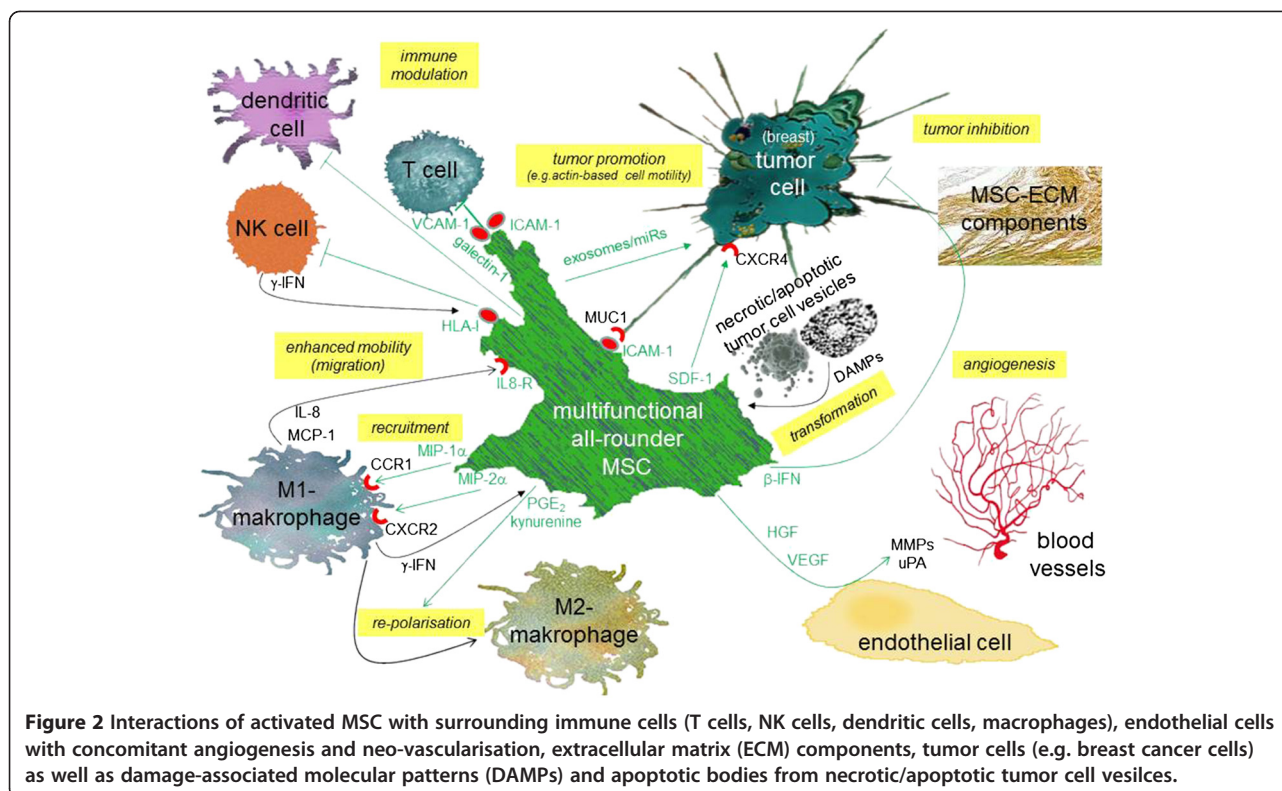 immune
modulation
dendritic
cell
T cell
NK cell
γ-IFN
VCAM-1
ICAM-1
galectin-1
HLA-I
tumor promotion
(e.g.actin-based cell motility)
exosomes/miRs
(breast)
tumor
cell
tumor inhibition
MSC-ECM
components
CXCR4
MUC1
ICAM-1
necrotic/apoptotic
tumor cell vesicles
DAMPs
SDF-1
enhanced mobility
(migration)
IL8-R
IL-8
MCP-1
recruitment
MIP-1α
CCR1
MIP-2α
M1-
makrophage
CXCR2
γ-IFN
multifunctional
all-rounder
MSC
PGE₂
kynurenine
transformation
β-IFN
angiogenesis
HGF
VEGF
MMPs
uPA
blood
vessels
re-polarisation
M2-
makrophage
endothelial cell
Figure 2 Interactions of activated MSC with surrounding immune cells (T cells, NK cells, dendritic cells, macrophages), endothelial cells
with concomitant angiogenesis and neo-vascularisation, extracellular matrix (ECM) components, tumor cells (e.g. breast cancer cells)
as well as damage-associated molecular patterns (DAMPs) and apoptotic bodies from necrotic/apoptotic tumor cell vesilces.